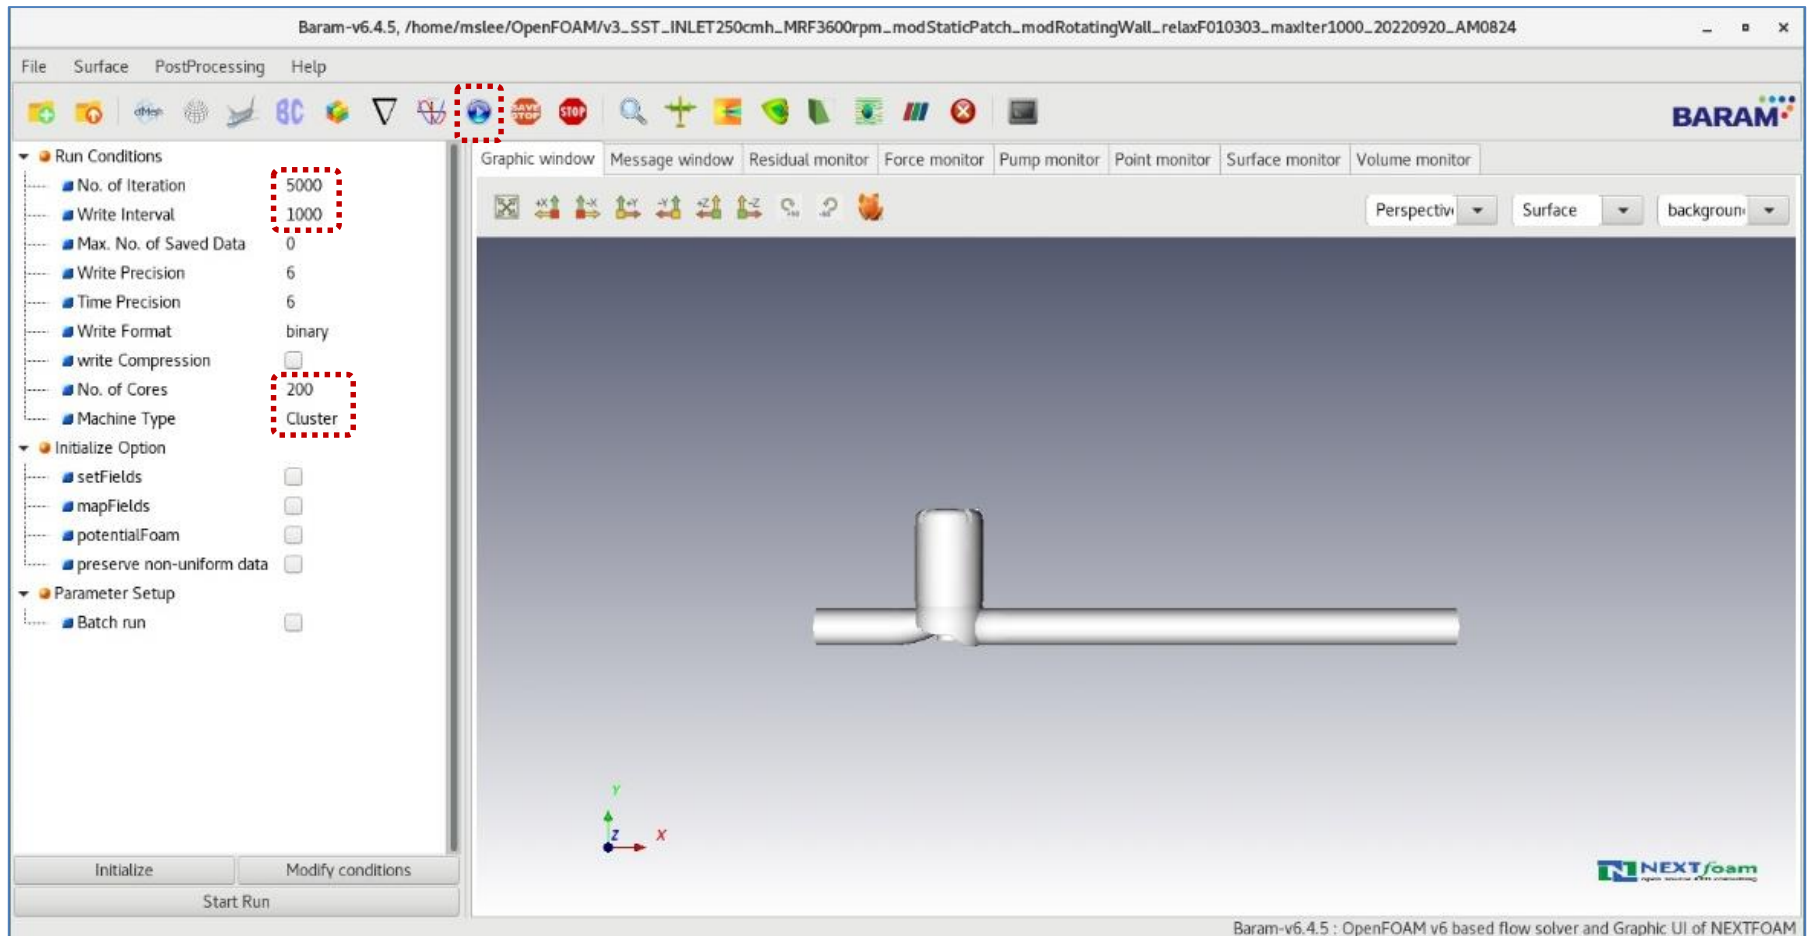 Baram-v6.4.5, /home/mslee/OpenFOAM/v3_SST_INLET250cmh_MRF3600rpm_modStaticPatch_modRotatingWall_relaxF010303_maxIter1000_20220920_AM0824
File Surface PostProcessing Help
BC SAVE STOP STOP
BARAM
Run Conditions
No. of Iteration 5000
Write Interval 1000
Max. No. of Saved Data 0
Write Precision 6
Time Precision 6
Write Format binary
write Compression
No. of Cores 200
Machine Type Cluster
Initialize Option
setFields
mapFields
potentialFoam
preserve non-uniform data
Parameter Setup
Batch run
Initialize Modify conditions
Start Run
Graphic window Message window Residual monitor Force monitor Pump monitor Point monitor Surface monitor Volume monitor
+X -X +Y -Y +Z -Z
Perspectiv Surface backgroun
Y
Z X
NEXTfoam
Baram-v6.4.5 : OpenFOAM v6 based flow solver and Graphic UI of NEXTFOAM